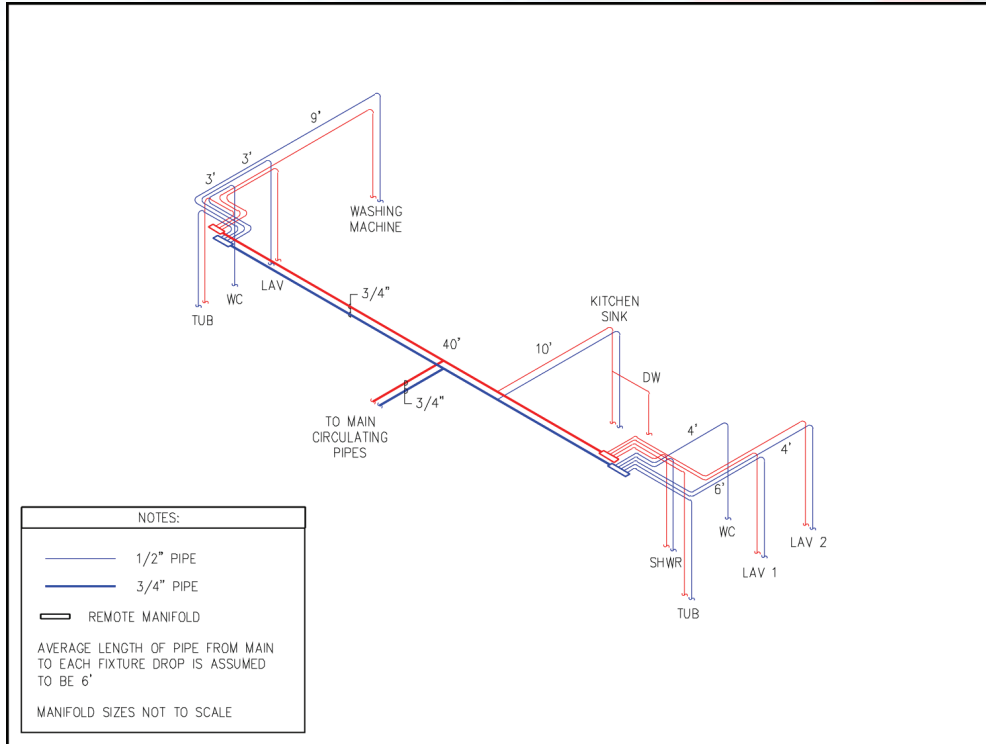 9'
3'
3'
WASHING
MACHINE
LAV
WC
TUB
3/4"
40'
3/4"
TO MAIN
CIRCULATING
PIPES
KITCHEN
SINK
10'
DW
4'
4'
6'
WC
LAV 2
SHWR
LAV 1
TUB
NOTES:
1/2" PIPE
3/4" PIPE
REMOTE MANIFOLD
AVERAGE LENGTH OF PIPE FROM MAIN
TO EACH FIXTURE DROP IS ASSUMED
TO BE 6'
MANIFOLD SIZES NOT TO SCALE